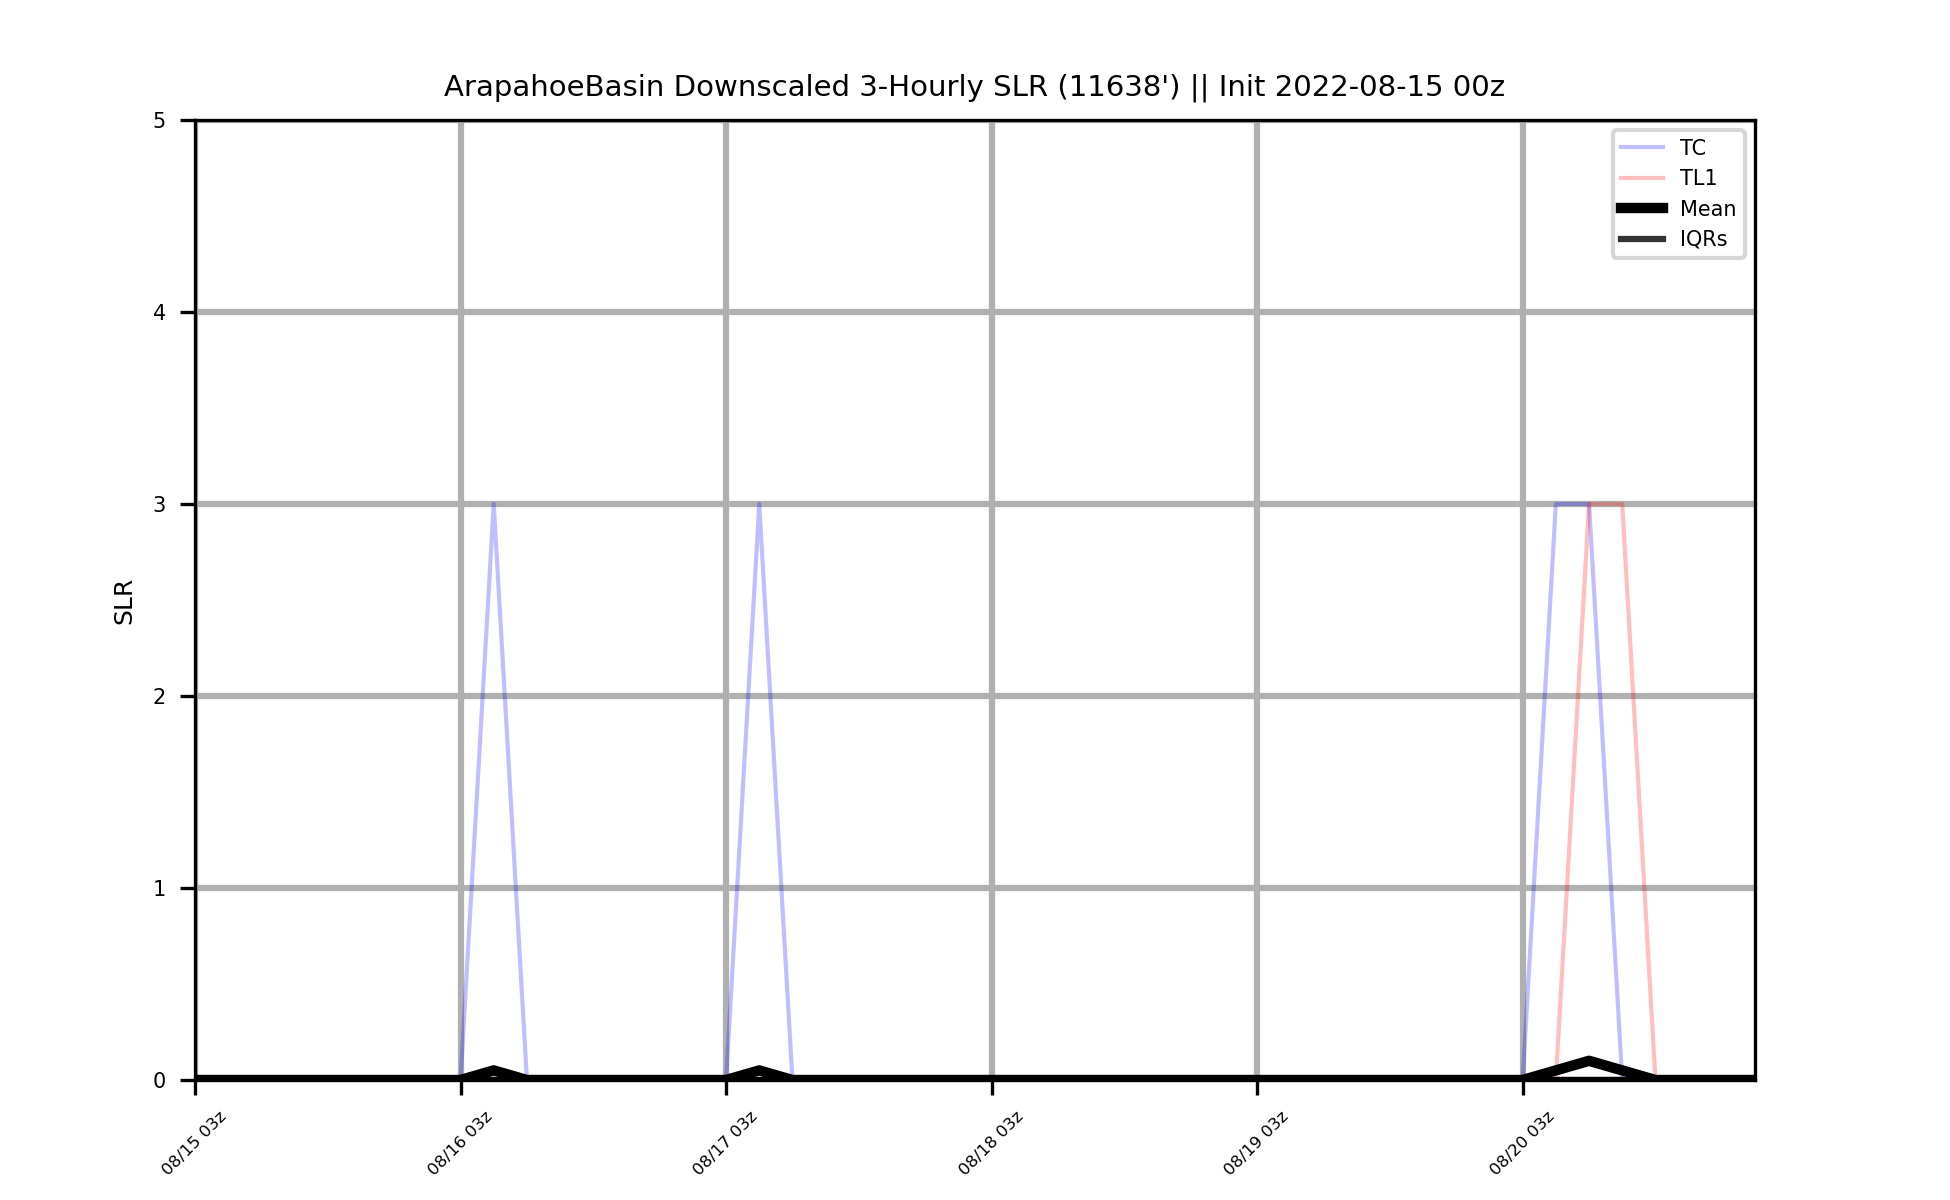 ArapahoeBasin Downscaled 3-Hourly SLR (11638') || Init 2022-08-15 00z
TC
TL1
Mean
IQRs
5
4
3
2
1
0
SLR
08/15 03z
08/16 03z
08/17 03z
08/18 03z
08/19 03z
08/20 03z